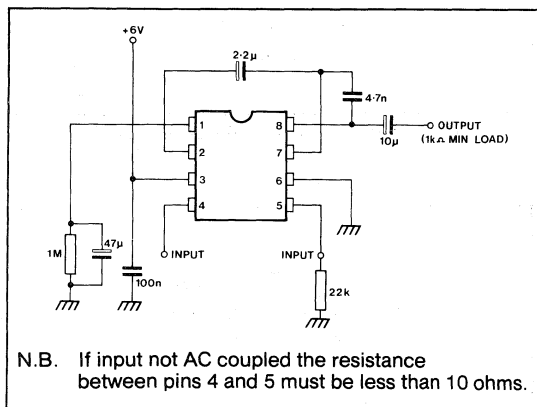 +6V
2·2μ
4·7n
1
8
10μ
OUTPUT
(1kΩ MIN LOAD)
2
7
3
6
4
5
1M
47μ
100n
INPUT
INPUT
22k
N.B. If input not AC coupled the resistance
between pins 4 and 5 must be less than 10 ohms.